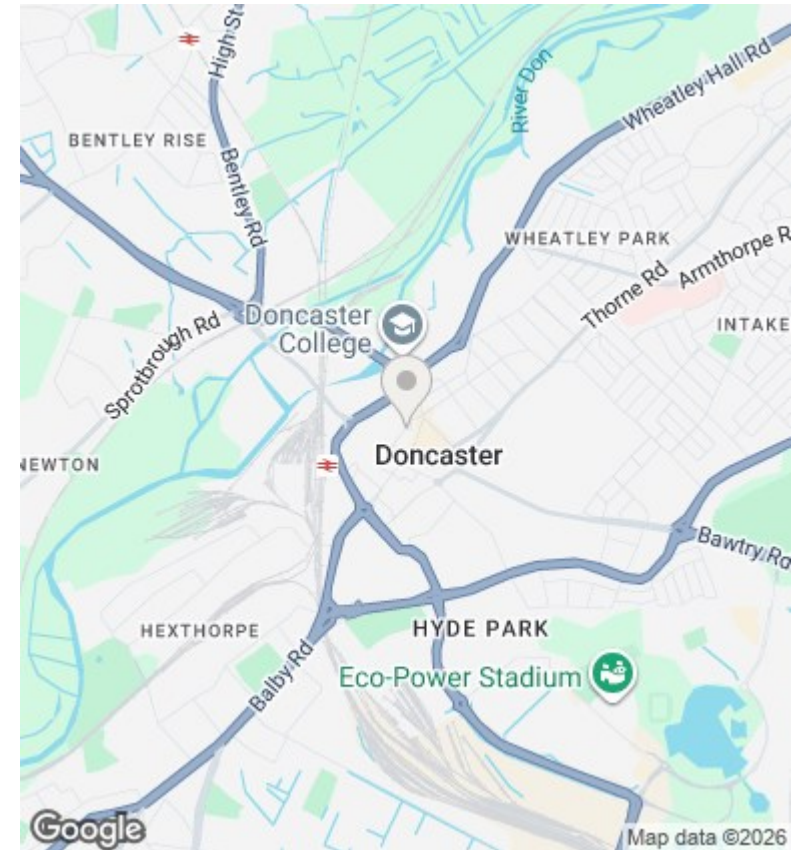 High St
Wheatley Hall Rd
River Don
BENTLEY RISE
Bentley Rd
WHEATLEY PARK
Armthorpe R
Thorne Rd
Doncaster
College
INTAKE
Sprotbrough Rd
NEWTON
Doncaster
Bawtry Rd
HEXTHORPE
HYDE PARK
Balby Rd
Eco-Power Stadium
Google
Map data ©2026